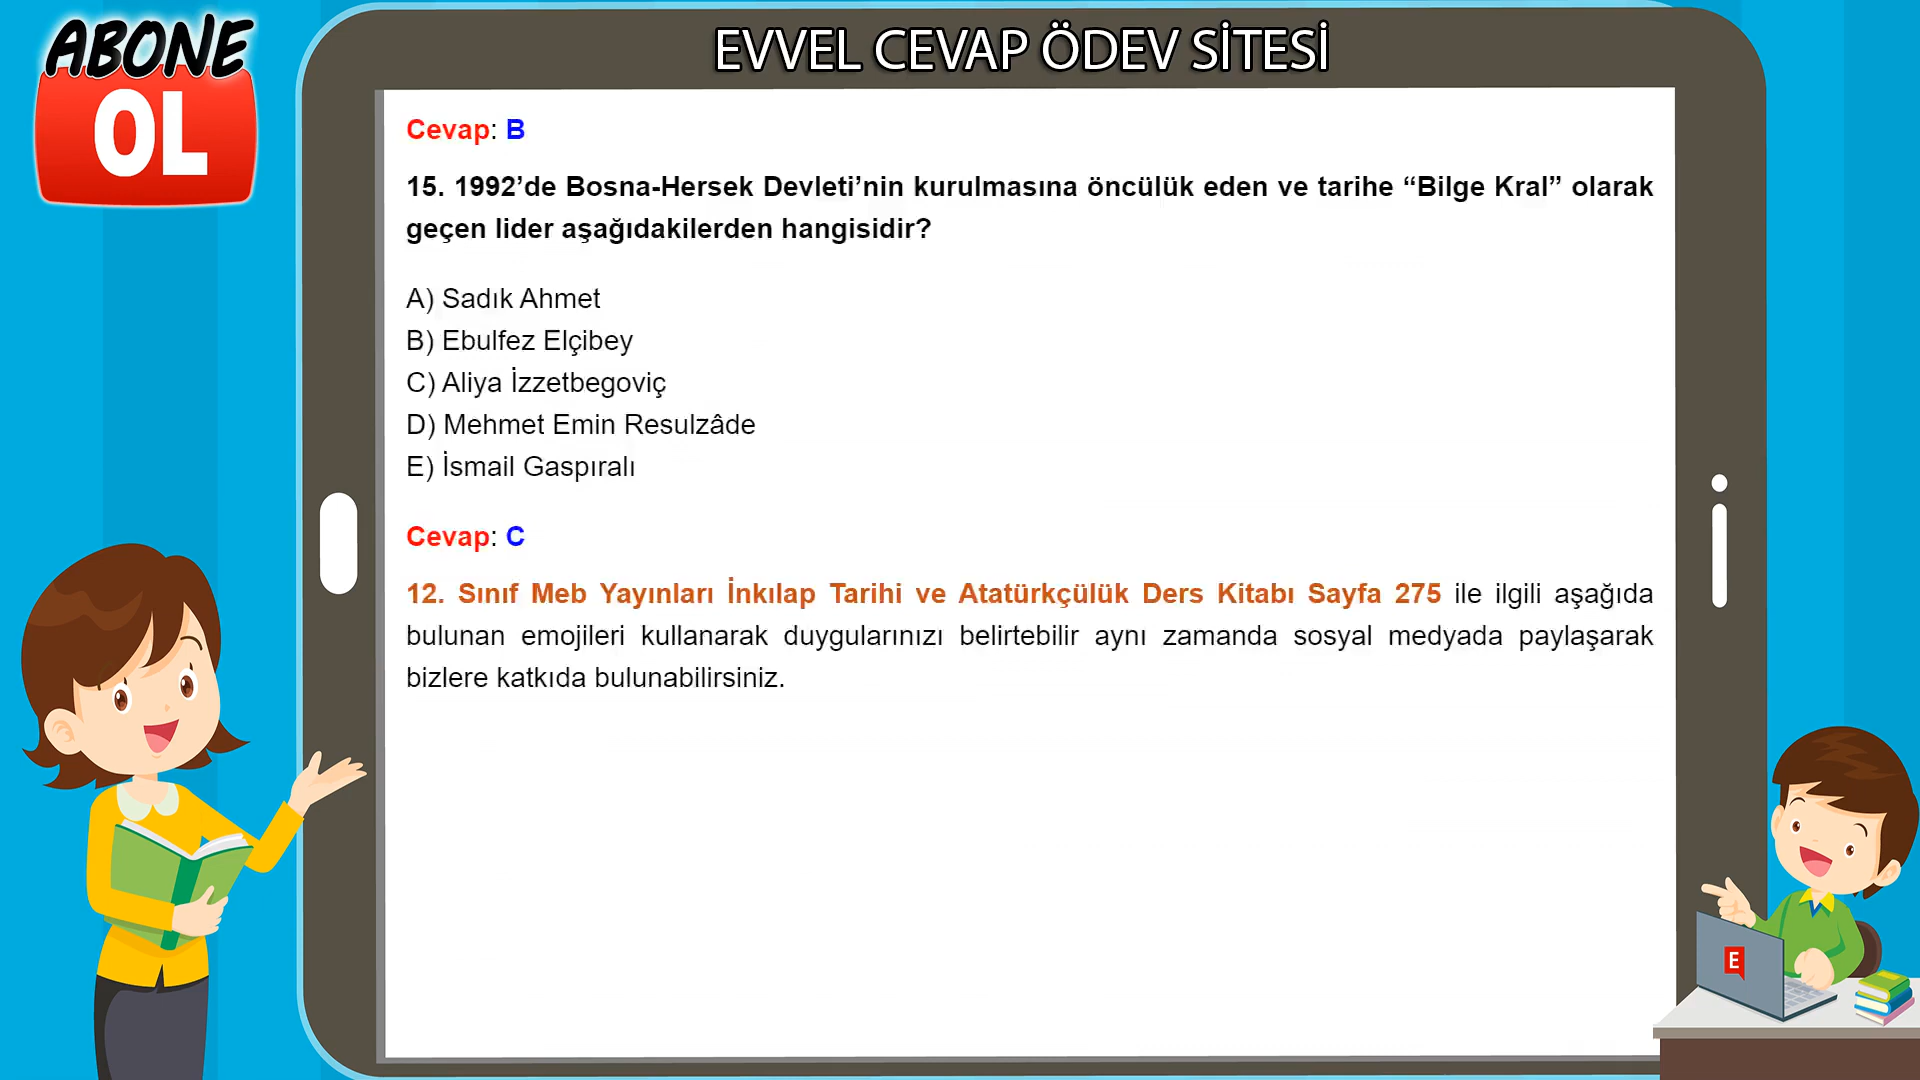 ABONE
OL
EVVEL CEVAP ÖDEV SİTESİ
Cevap: B
15. 1992’de Bosna-Hersek Devleti’nin kurulmasına öncülük eden ve tarihe “Bilge Kral” olarak
geçen lider aşağıdakilerden hangisidir?
A) Sadık Ahmet
B) Ebulfez Elçibey
C) Aliya İzzetbegoviç
D) Mehmet Emin Resulzâde
E) İsmail Gaspıralı
Cevap: C
12. Sınıf Meb Yayınları İnkılap Tarihi ve Atatürkçülük Ders Kitabı Sayfa 275 ile ilgili aşağıda
bulunan emojileri kullanarak duygularınızı belirtebilir aynı zamanda sosyal medyada paylaşarak
bizlere katkıda bulunabilirsiniz.
E